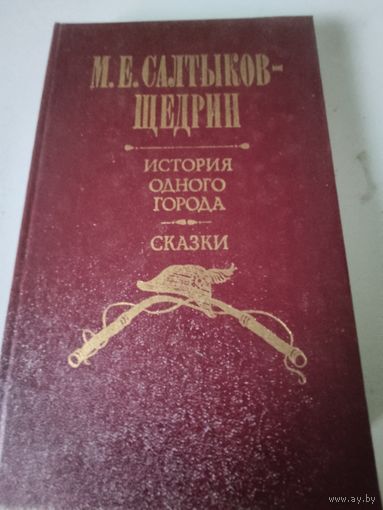 М.Е.САЛТЫКОВ-
ЩЕДРИН
ИСТОРИЯ
ОДНОГО
ГОРОДА
СКАЗКИ
www.ay.by